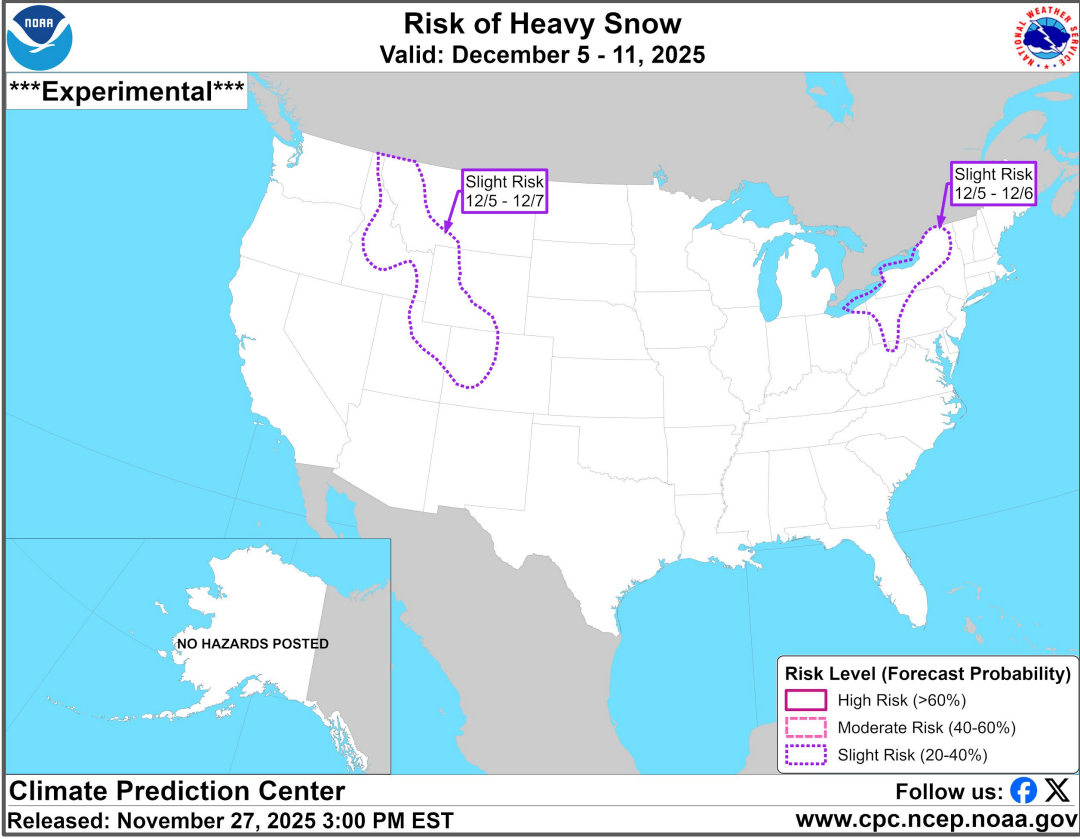 NOAA
Risk of Heavy Snow
Valid: December 5 - 11, 2025
NATIONAL WEATHER SERVICE
***Experimental***
Slight Risk
12/5 - 12/7
Slight Risk
12/5 - 12/6
NO HAZARDS POSTED
Risk Level (Forecast Probability)
High Risk (>60%)
Moderate Risk (40-60%)
Slight Risk (20-40%)
Climate Prediction Center
Follow us:
Released: November 27, 2025 3:00 PM EST
www.cpc.ncep.noaa.gov